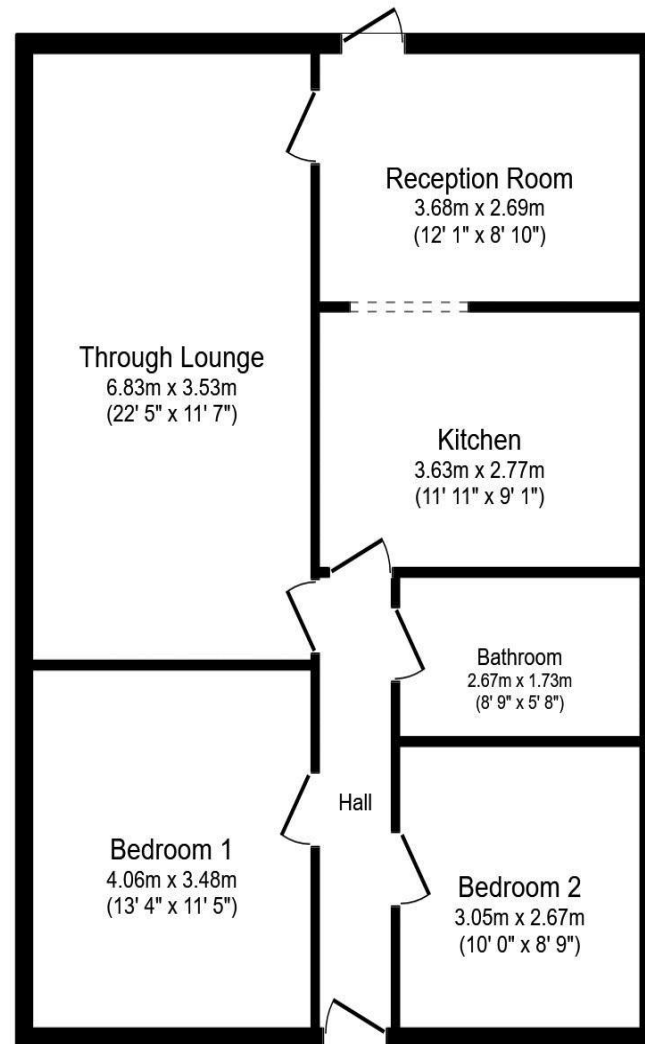 Reception Room
3.68m x 2.69m
(12' 1" x 8' 10")
Through Lounge
6.83m x 3.53m
(22' 5" x 11' 7")
Kitchen
3.63m x 2.77m
(11' 11" x 9' 1")
Bathroom
2.67m x 1.73m
(8' 9" x 5' 8")
Hall
Bedroom 1
4.06m x 3.48m
(13' 4" x 11' 5")
Bedroom 2
3.05m x 2.67m
(10' 0" x 8' 9")